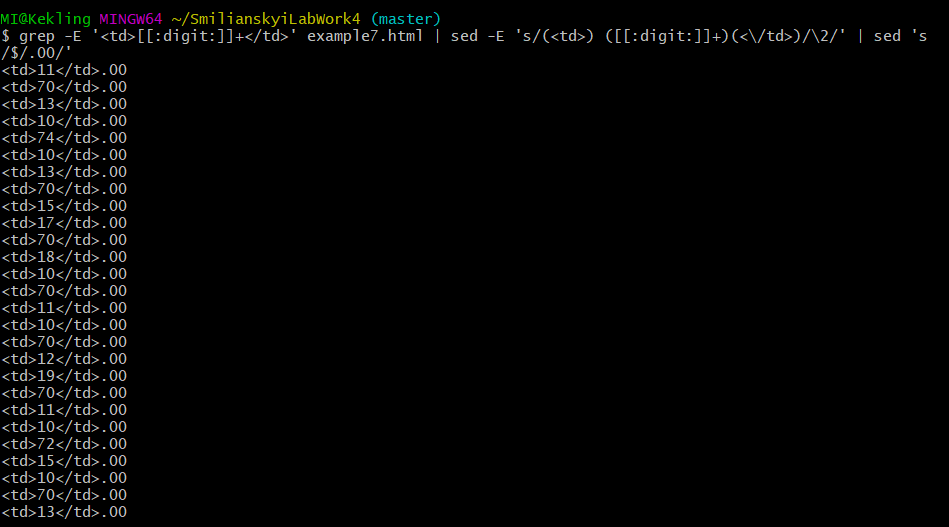 MI@Kekling MINGW64 ~/SmilianskyiLabWork4 (master)
$ grep -E '<td>[[:digit:]]+</td>' example7.html | sed -E 's/(<td>) ([[:digit:]]+)(<\/td>)/\2/' | sed 's
/$/.00/'
<td>11</td>.00
<td>70</td>.00
<td>13</td>.00
<td>10</td>.00
<td>74</td>.00
<td>10</td>.00
<td>13</td>.00
<td>70</td>.00
<td>15</td>.00
<td>17</td>.00
<td>70</td>.00
<td>18</td>.00
<td>10</td>.00
<td>70</td>.00
<td>11</td>.00
<td>10</td>.00
<td>70</td>.00
<td>12</td>.00
<td>19</td>.00
<td>70</td>.00
<td>11</td>.00
<td>10</td>.00
<td>72</td>.00
<td>15</td>.00
<td>10</td>.00
<td>70</td>.00
<td>13</td>.00